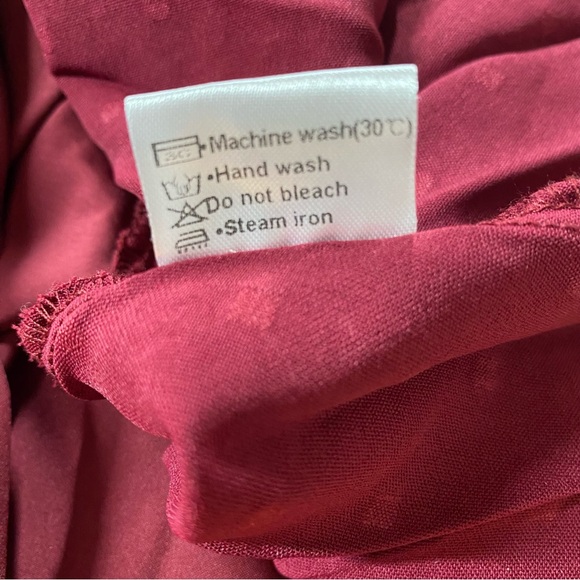 •Machine wash(30℃)
•Hand wash
Do not bleach
•Steam iron